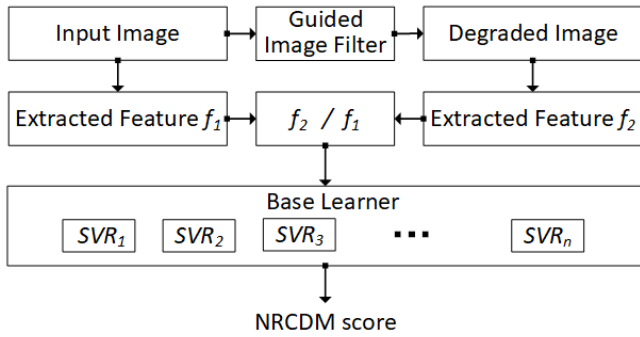 Input Image
Guided
Image Filter
Degraded Image
Extracted Feature f1
f2 / f1
Extracted Feature f2
Base Learner
SVR1
SVR2
SVR3
...
SVRn
NRCDM score